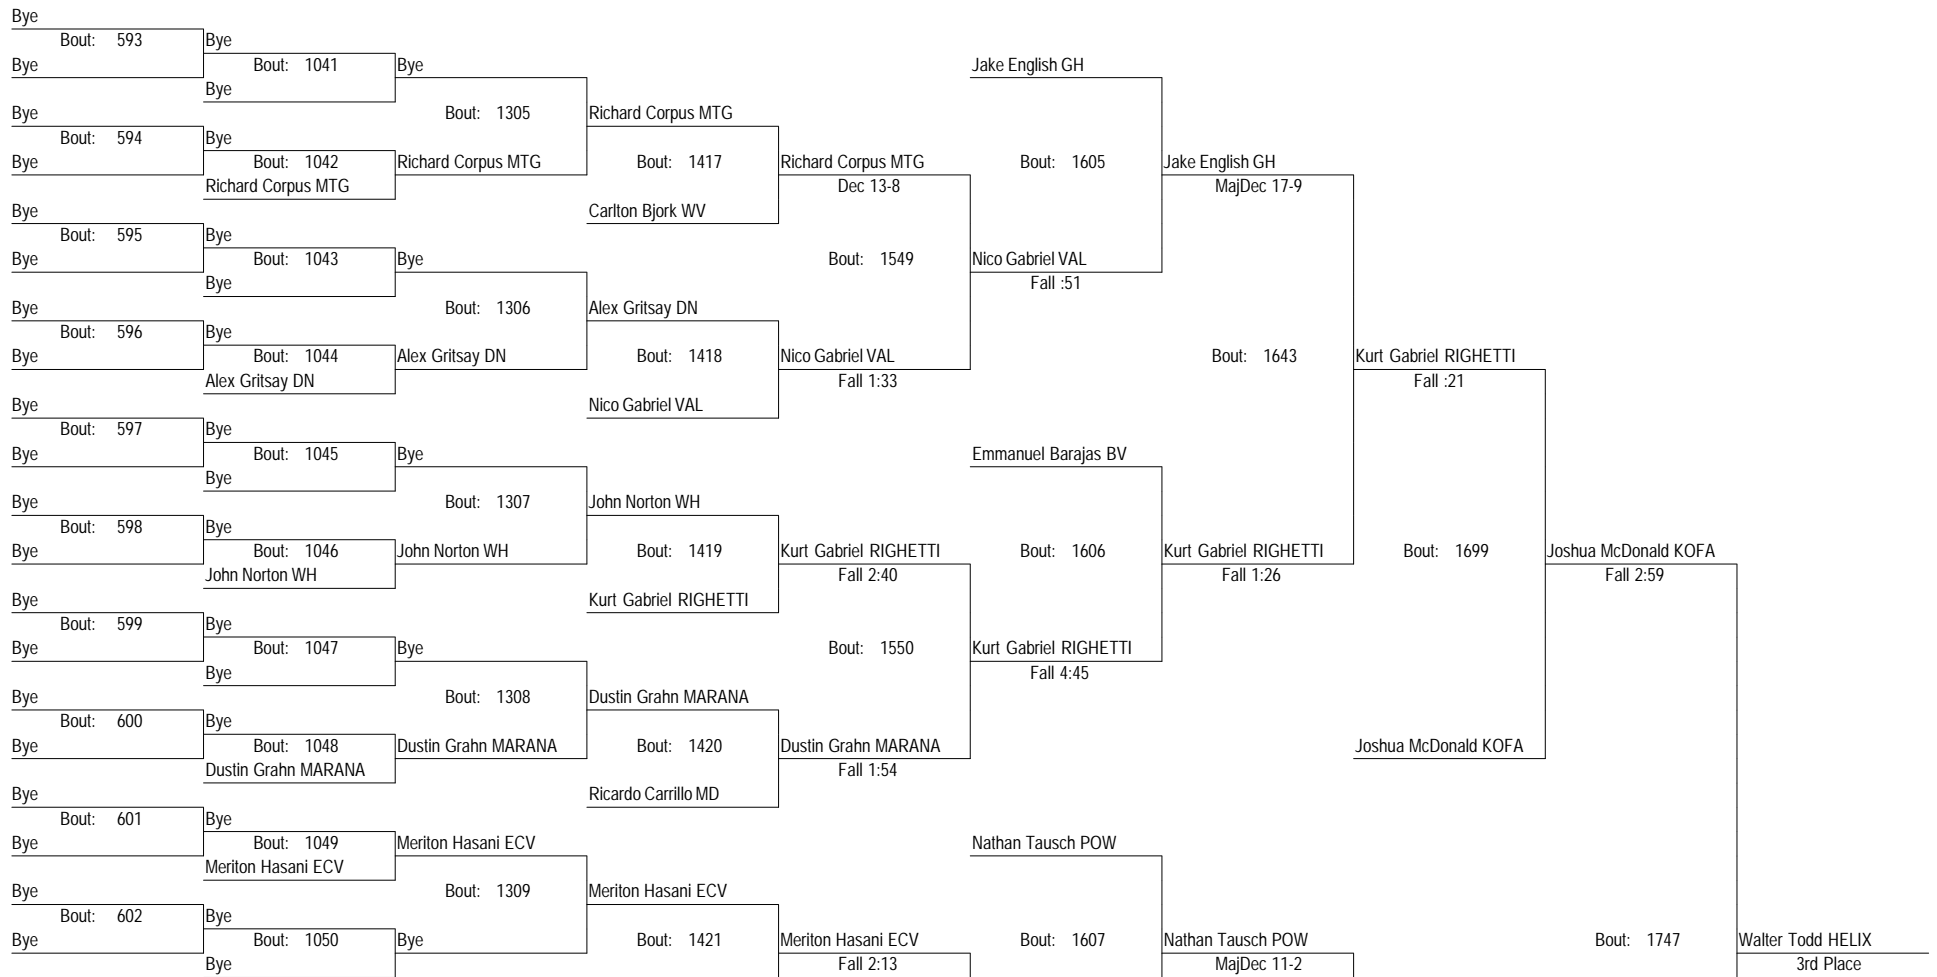 Bye
Bout: 593 Bye
Bye Bout: 1041 Bye Jake English GH
Bye
Bye Bout: 1305 Richard Corpus MTG
Bout: 594 Bye
Bye Bout: 1042 Richard Corpus MTG Bout: 1417 Richard Corpus MTG Bout: 1605 Jake English GH
Richard Corpus MTG Dec 13-8 MajDec 17-9
Bye Carlton Bjork WV
Bout: 595 Bye
Bye Bout: 1043 Bye Bout: 1549 Nico Gabriel VAL
Bye Fall :51
Bye Bout: 1306 Alex Gritsay DN
Bout: 596 Bye
Bye Bout: 1044 Alex Gritsay DN Bout: 1418 Nico Gabriel VAL Bout: 1643 Kurt Gabriel RIGHETTI
Alex Gritsay DN Fall 1:33 Fall :21
Bye Nico Gabriel VAL
Bout: 597 Bye
Bye Bout: 1045 Bye Emmanuel Barajas BV
Bye
Bye Bout: 1307 John Norton WH
Bout: 598 Bye
Bye Bout: 1046 John Norton WH Bout: 1419 Kurt Gabriel RIGHETTI Bout: 1606 Kurt Gabriel RIGHETTI Bout: 1699 Joshua McDonald KOFA
John Norton WH Fall 2:40 Fall 1:26 Fall 2:59
Bye Kurt Gabriel RIGHETTI
Bout: 599 Bye
Bye Bout: 1047 Bye Bout: 1550 Kurt Gabriel RIGHETTI
Bye Fall 4:45
Bye Bout: 1308 Dustin Grahn MARANA
Bout: 600 Bye
Bye Bout: 1048 Dustin Grahn MARANA Bout: 1420 Dustin Grahn MARANA Joshua McDonald KOFA
Dustin Grahn MARANA Fall 1:54
Bye Ricardo Carrillo MD
Bout: 601 Bye
Bye Bout: 1049 Meriton Hasani ECV Nathan Tausch POW
Meriton Hasani ECV
Bye Bout: 1309 Meriton Hasani ECV
Bout: 602 Bye
Bye Bout: 1050 Bye Bout: 1421 Meriton Hasani ECV Bout: 1607 Nathan Tausch POW Bout: 1747 Walter Todd HELIX
Bye Fall 2:13 MajDec 11-2 3rd Place